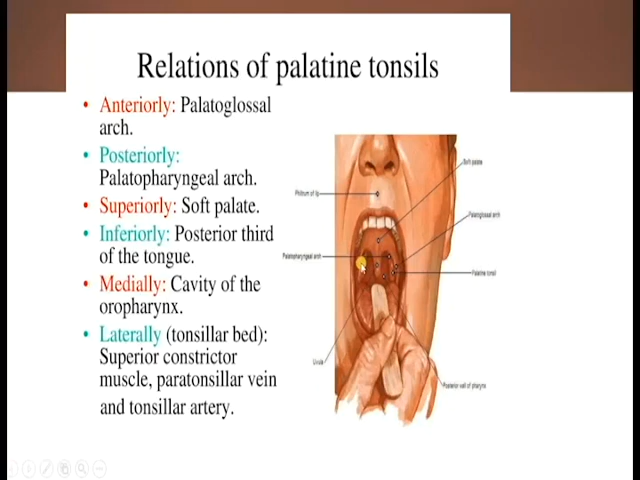 Relations of palatine tonsils
• Anteriorly: Palatoglossal
arch.
• Posteriorly:
Palatopharyngeal arch.
• Superiorly: Soft palate.
• Inferiorly: Posterior third
of the tongue.
• Medially: Cavity of the
oropharynx.
• Laterally (tonsillar bed):
Superior constrictor
muscle, paratonsillar vein
and tonsillar artery.
Soft palate
Philtrum of lip
Palatoglossal arch
Palatopharyngeal arch
Palatine tonsil
Uvula
Posterior wall of pharynx